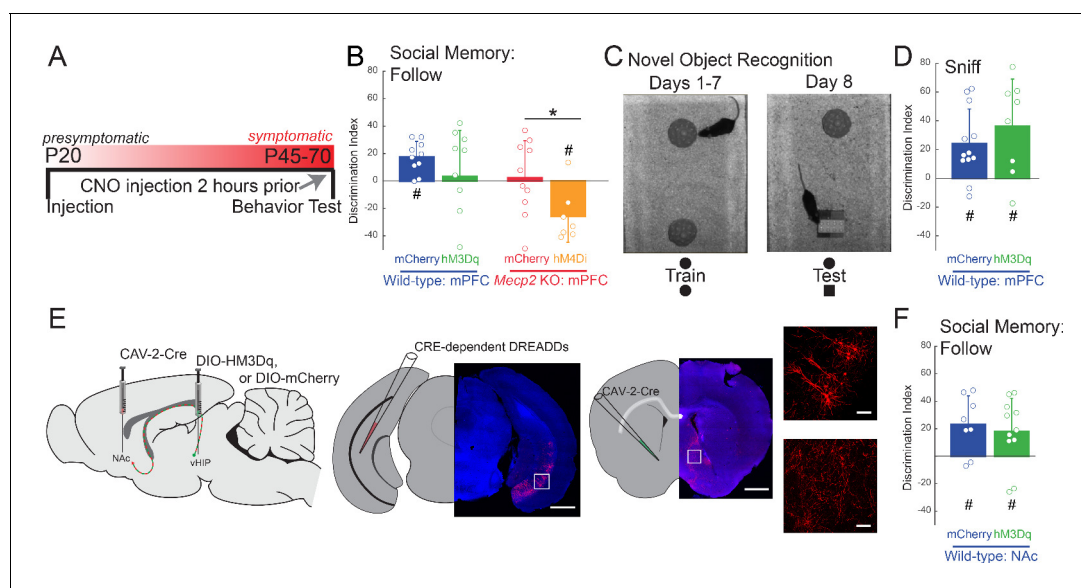 A
presymptomatic symptomatic
P20 P45-70
CNO injection 2 hours prior
Injection Behavior Test
B
Social Memory:
Follow
Discrimination Index
80
60
40
20
0
-20
-40
*
#
#
mCherry hM3Dq mCherry hM4Di
Wild-type: mPFC Mecp2 KO: mPFC
C Novel Object Recognition
Days 1-7 Day 8
Train Test
D
Sniff
Discrimination Index
80
60
40
20
0
-20
-40
# #
mCherry hM3Dq
Wild-type: mPFC
E
CAV-2-Cre
DIO-HM3Dq,
or DIO-mCherry
NAc vHIP
CRE-dependent DREADDs
CAV-2-Cre
F
Social Memory:
Follow
Discrimination Index
80
60
40
20
0
-20
-40
# #
mCherry hM3Dq
Wild-type: NAc